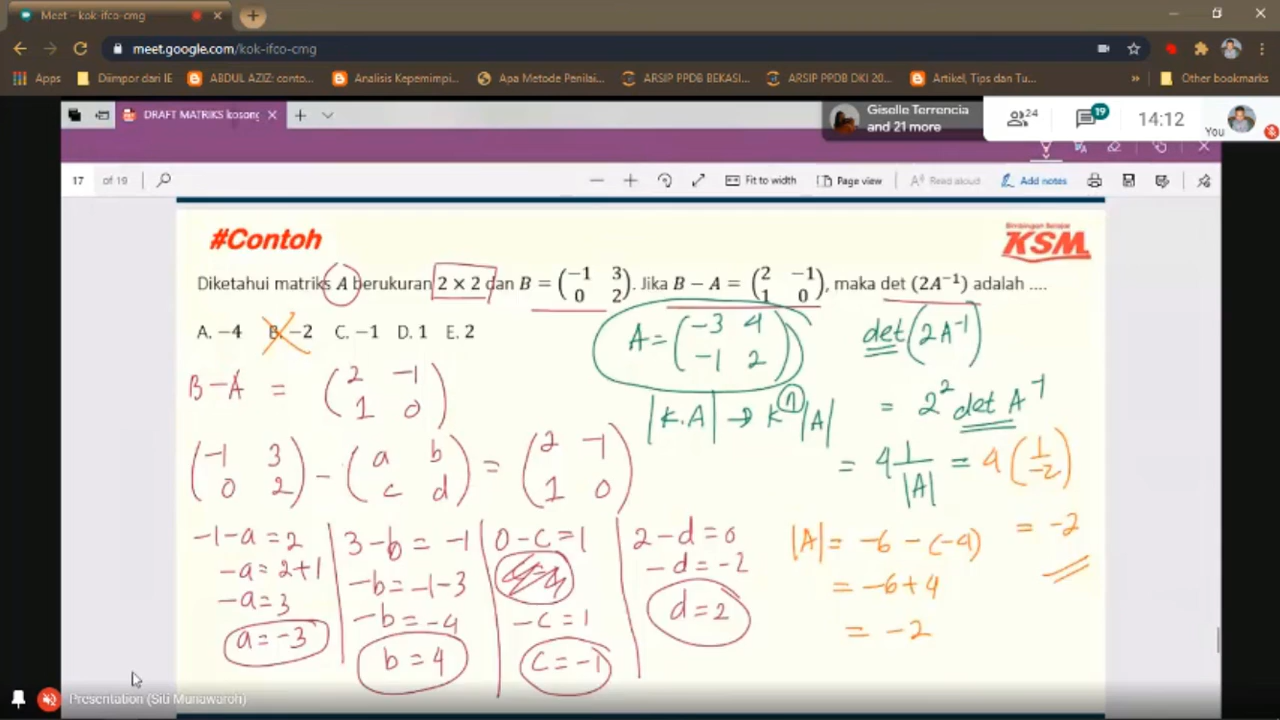 Meet - kok-ifco-cmg
meet.google.com/kok-ifco-cmg
Apps Diimpor dari IE ABDUL AZIZ: conto... Analisis Kepemimpi... Apa Metode Penilai... ARSIP PPDB BEKASI... ARSIP PPDB DKI 20... Artikel, Tips dan Tu... » Other bookmarks
DRAFT MATRIKS kosong
Giselle Terrencia
and 21 more
24 19 14:12 You
17 of 19 Fit to width Page view Read aloud Add notes
#Contoh
Bimbingan Belajar
KSM
Diketahui matriks A berukuran 2 × 2 dan B = (−1 3
0 2). Jika B − A = (2 −1
1 0), maka det (2A⁻¹) adalah ....
A. −4 B. −2 C. −1 D. 1 E. 2
A = (−3 4
−1 2)
det(2A⁻¹)
B − A = (2 −1
1 0)
|k.A| → k^n |A|
= 2² det A⁻¹
(−1 3
0 2) − (a b
c d) = (2 −1
1 0)
= 4 1/|A| = 4(1/−2)
= −2
−1−a = 2
−a = 2+1
−a = 3
a = −3
3−b = −1
−b = −1−3
−b = −4
b = 4
0−c = 1
−c = 1
c = −1
2−d = 0
−d = −2
d = 2
|A| = −6 − (−4)
= −6+4
= −2
Presentation (Siti Munawaroh)